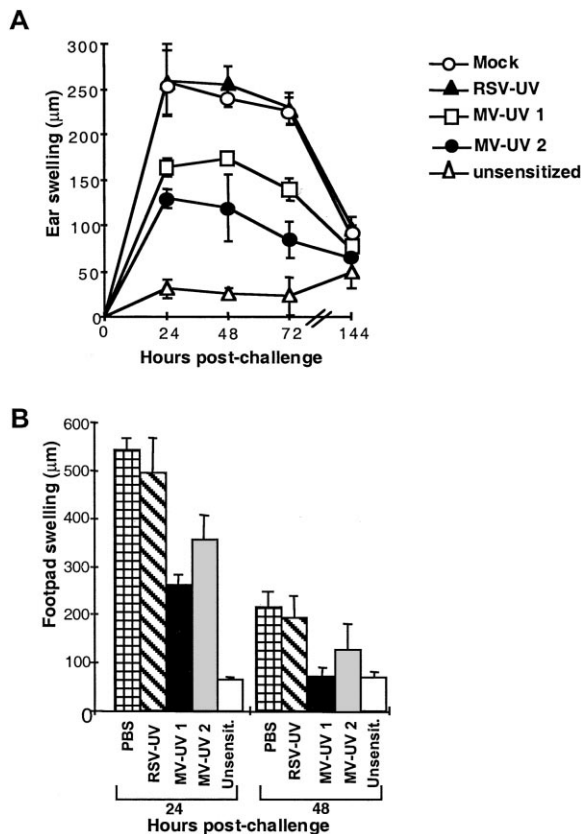 A
Ear swelling (µm)
300
250
200
150
100
50
0
0 24 48 72 144
Hours post-challenge
Mock
RSV-UV
MV-UV 1
MV-UV 2
unsensitized
B
Footpad swelling (µm)
600
500
400
300
200
100
0
PBS
RSV-UV
MV-UV 1
MV-UV 2
Unsensit.
PBS
RSV-UV
MV-UV 1
MV-UV 2
Unsensit.
24 48
Hours post-challenge